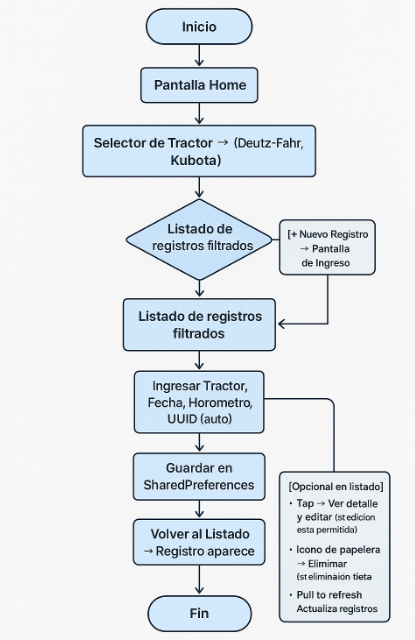 Inicio
Pantalla Home
Selector de Tractor → (Deutz-Fahr,
Kubota)
Listado de
registros filtrados
[+ Nuevo Registro
→ Pantalla
de Ingreso
Listado de registros
filtrados
Ingresar Tractor,
Fecha, Horometro,
UUID (auto)
Guardar en
SharedPreferences
Volver al Listado
→ Registro aparece
[Opcional en listado]
• Tap → Ver detalle
y editar (st edicion
esta permitida)
• Icono de papelera
→ Elimimar
(st eliminaìon tieta
• Pull to refresh
Actualiza registros
Fin